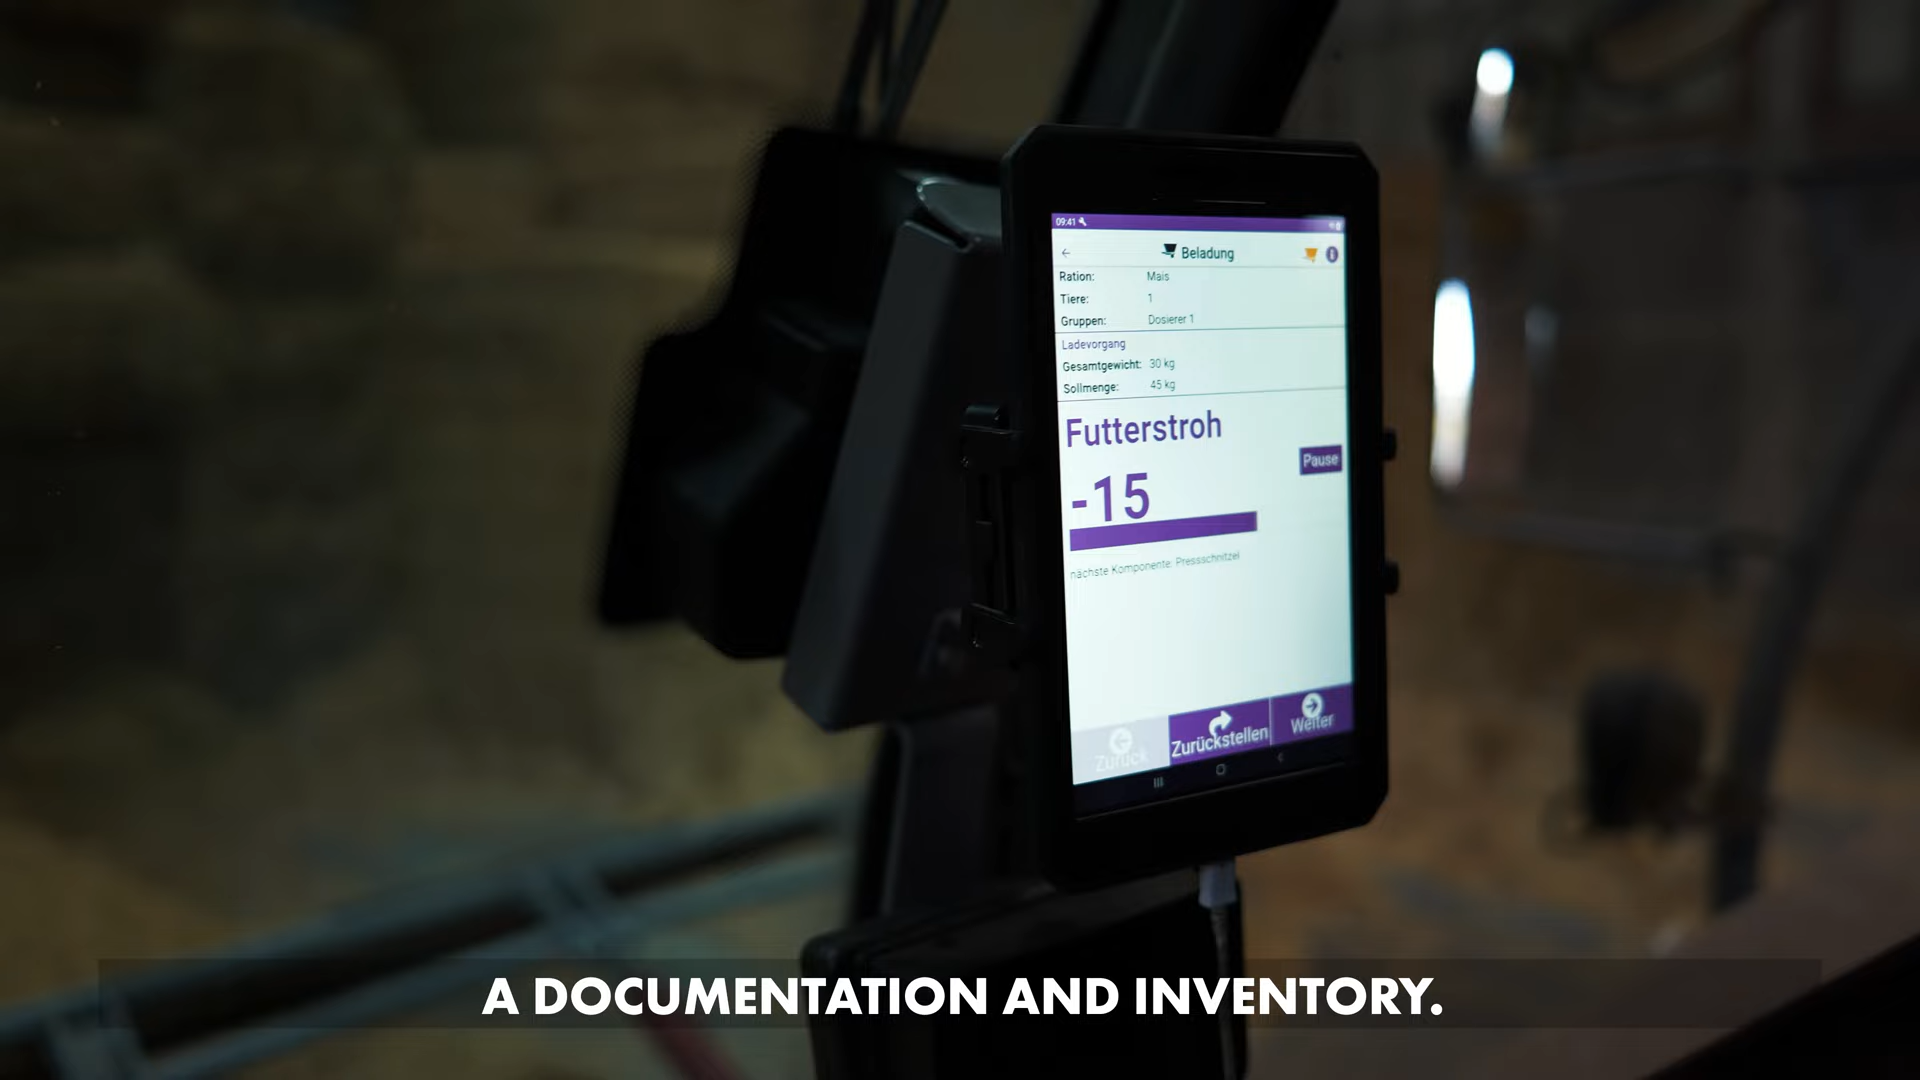 09:41
Beladung
Ration: Mais
Tiere: 1
Gruppen: Dosierer 1
Ladevorgang
Gesamtgewicht: 30 kg
Sollmenge: 45 kg
Futterstroh
Pause
-15
nächste Komponente: Pressschnitzel
Zurück
Zurückstellen
Weiter
A DOCUMENTATION AND INVENTORY.